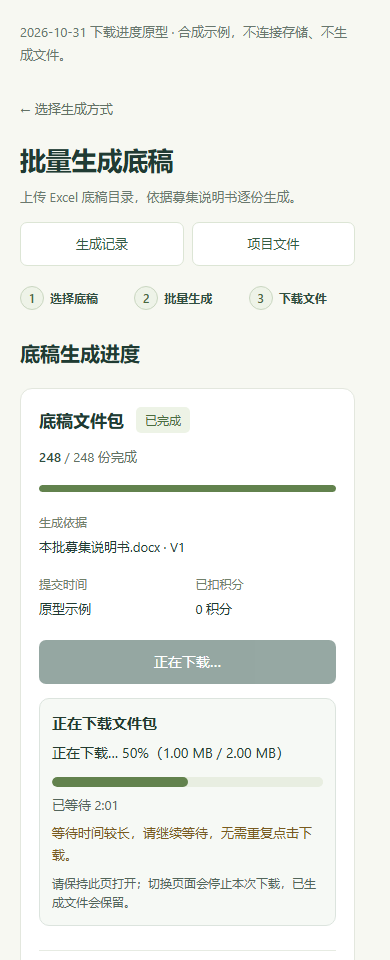 2026-10-31 下载进度原型 · 合成示例，不连接存储、不生
成文件。
← 选择生成方式
批量生成底稿
上传 Excel 底稿目录，依据募集说明书逐份生成。
生成记录
项目文件
1 选择底稿
2 批量生成
3 下载文件
底稿生成进度
底稿文件包 已完成
248 / 248 份完成
生成依据
本批募集说明书.docx · V1
提交时间
已扣积分
原型示例
0 积分
正在下载...
正在下载文件包
正在下载... 50%（1.00 MB / 2.00 MB）
已等待 2:01
等待时间较长，请继续等待，无需重复点击下
载。
请保持此页打开；切换页面会停止本次下载，已生
成文件会保留。